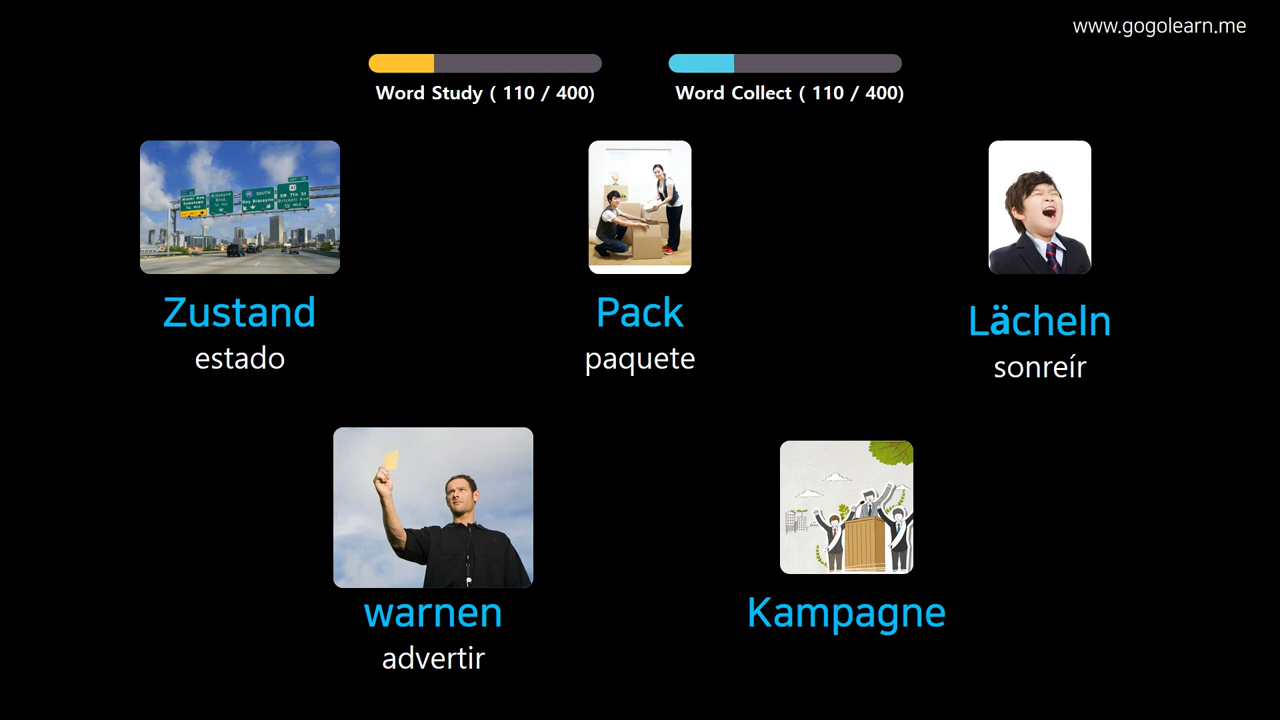 www.gogolearn.me
Word Study ( 110 / 400)
Word Collect ( 110 / 400)
Zustand
estado
Pack
paquete
Lächeln
sonreír
warnen
advertir
Kampagne